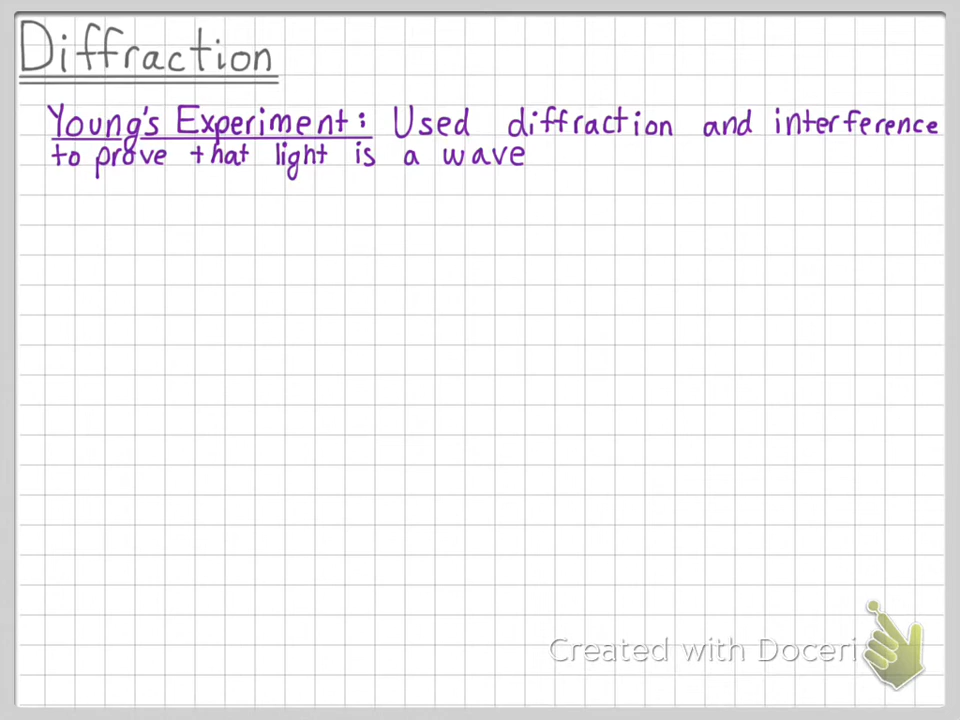 Diffraction
Young's Experiment: Used diffraction and interference
to prove that light is a wave
Created with Doceri